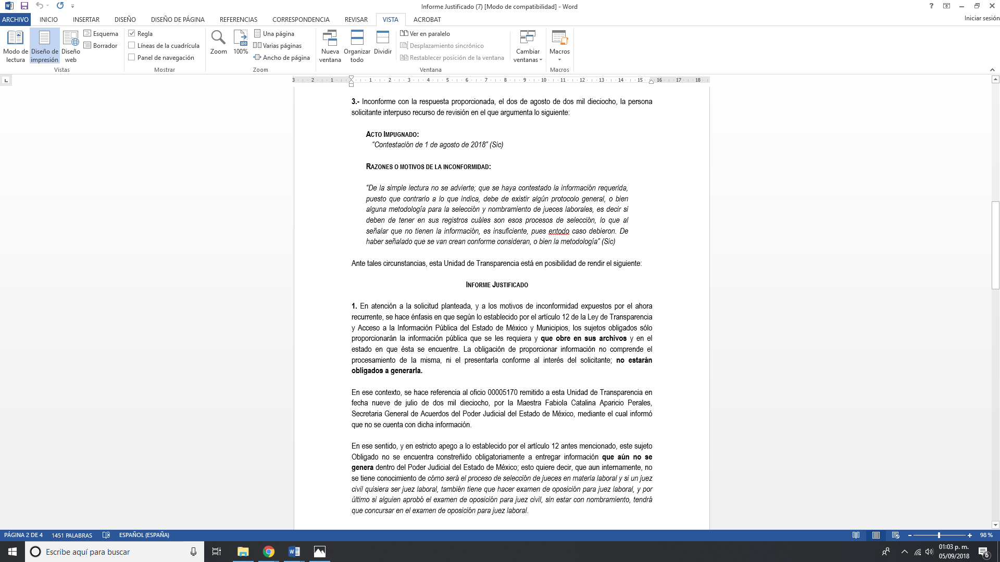 Informe Justificado (7) [Modo de compatibilidad] - Word
?
ARCHIVO INICIO INSERTAR DISEÑO DISEÑO DE PÁGINA REFERENCIAS CORRESPONDENCIA REVISAR VISTA ACROBAT
Iniciar sesión
Modo de lectura
Diseño de impresión
Diseño web
Esquema
Borrador
Vistas
Regla
Líneas de la cuadrícula
Panel de navegación
Mostrar
Zoom
100%
Una página
Varias páginas
Ancho de página
Zoom
Nueva ventana
Organizar todo
Dividir
Ver en paralelo
Desplazamiento sincrónico
Restablecer posición de la ventana
Ventana
Cambiar ventanas
Macros
Macros
3 2 1 1 2 3 4 5 6 7 8 9 10 11 12 13 14 15 16 17 18
3.- Inconforme con la respuesta proporcionada, el dos de agosto de dos mil dieciocho, la persona
solicitante interpuso recurso de revisión en el que argumenta lo siguiente:
ACTO IMPUGNADO:
“Contestación de 1 de agosto de 2018” (Sic)
RAZONES O MOTIVOS DE LA INCONFORMIDAD:
“De la simple lectura no se advierte; que se haya contestado la información requerida,
puesto que contrario a lo que indica, debe de existir algún protocolo general, o bien
alguna metodología para la selección y nombramiento de jueces laborales, es decir si
deben de tener en sus registros cuáles son esos procesos de selección, lo que al
señalar que no tienen la información, es insuficiente, pues entodo caso debieron. De
haber señalado que se van crean conforme consideran, o bien la metodología” (Sic)
Ante tales circunstancias, esta Unidad de Transparencia está en posibilidad de rendir el siguiente:
INFORME JUSTIFICADO
1. En atención a la solicitud planteada, y a los motivos de inconformidad expuestos por el ahora
recurrente, se hace énfasis en que según lo establecido por el artículo 12 de la Ley de Transparencia
y Acceso a la Información Pública del Estado de México y Municipios, los sujetos obligados sólo
proporcionarán la información pública que se les requiera y que obre en sus archivos y en el
estado en que ésta se encuentre. La obligación de proporcionar información no comprende el
procesamiento de la misma, ni el presentarla conforme al interés del solicitante; no estarán
obligados a generarla.
En ese contexto, se hace referencia al oficio 00005170 remitido a esta Unidad de Transparencia en
fecha nueve de julio de dos mil dieciocho, por la Maestra Fabiola Catalina Aparicio Perales,
Secretaria General de Acuerdos del Poder Judicial del Estado de México, mediante el cual informó
que no se cuenta con dicha información.
En ese sentido, y en estricto apego a lo establecido por el artículo 12 antes mencionado, este sujeto
Obligado no se encuentra constreñido obligatoriamente a entregar información que aún no se
genera dentro del Poder Judicial del Estado de México; esto quiere decir, que aun internamente, no
se tiene conocimiento de cómo será el proceso de selección de jueces en materia laboral y si un juez
civil quisiera ser juez laboral, también tiene que hacer examen de oposición para juez laboral, y por
último si alguien aprobó el examen de oposición para juez civil, sin estar con nombramiento, tendrá
que concursar en el examen de oposición para juez laboral.
PÁGINA 2 DE 4 1451 PALABRAS ESPAÑOL (ESPAÑA) 98 %
Escribe aquí para buscar
01:03 p. m.
05/09/2018
6